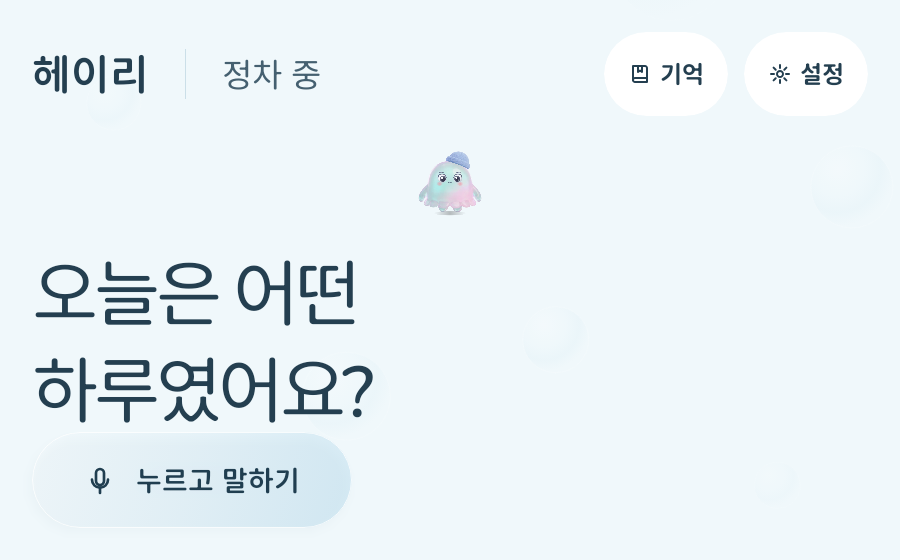 헤이리
정차 중
기억
설정
오늘은 어떤
하루였어요?
누르고 말하기